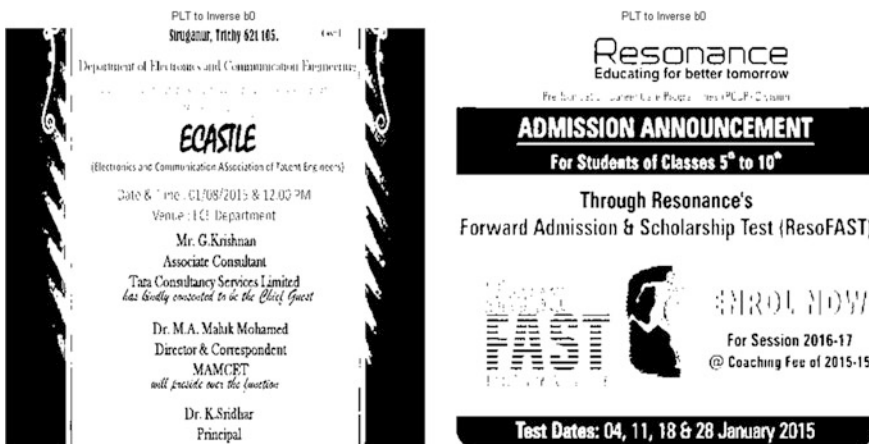 PLT to Inverse b0
Siruganur, Trichy 621 105.
Department of Electronics and Communication Engineering
ECASTLE
(Electronics and Communication ASsociation of TaLent Engineers)
Date & Time : 01/08/2015 & 12.00 PM
Venue : ECE Department
Mr. G.Krishnan
Associate Consultant
Tata Consultancy Services Limited
has kindly consented to be the Chief Guest
Dr. M.A. Maluk Mohamed
Director & Correspondent
MAMCET
will preside over the function
Dr. K.Sridhar
Principal
PLT to Inverse b0
Resonance
Educating for better tomorrow
ADMISSION ANNOUNCEMENT
For Students of Classes 5th to 10th
Through Resonance's
Forward Admission & Scholarship Test (ResoFAST)
FAST
ENROL NOW
For Session 2016-17
@ Coaching Fee of 2015-15
Test Dates: 04, 11, 18 & 28 January 2015